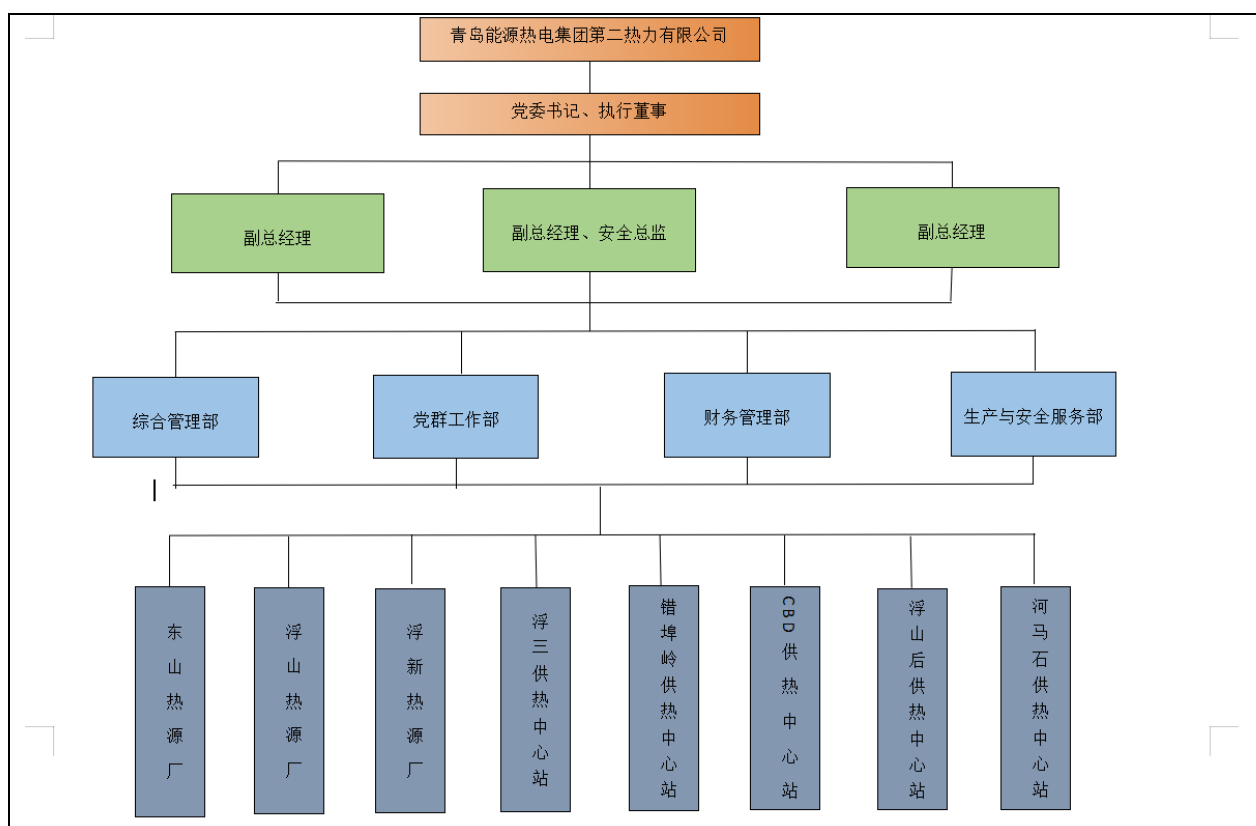 青岛能源热电集团第二热力有限公司
党委书记、执行董事
副总经理
副总经理、安全总监
副总经理
综合管理部
党群工作部
财务管理部
生产与安全服务部
东山热源厂
浮山热源厂
浮新热源厂
浮三供热中心站
错埠岭供热中心站
CBD供热中心站
浮山后供热中心站
河马石供热中心站